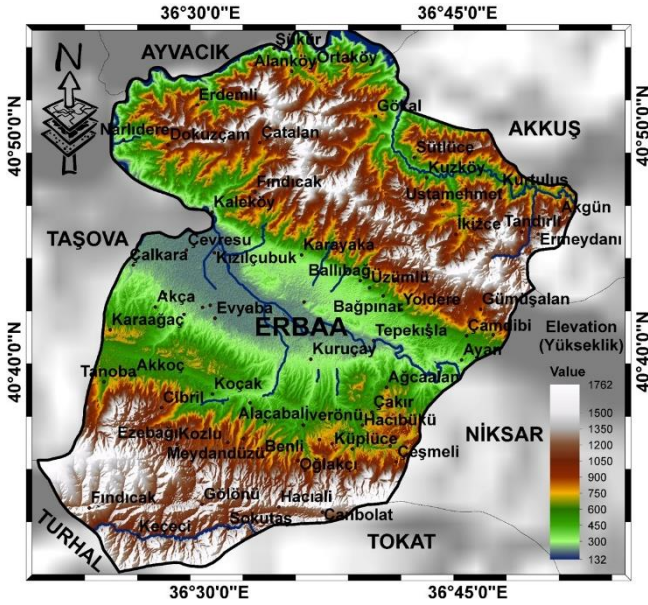 36°30'0"E 36°45'0"E
AYVACIK
Şükür
Alanköy
Ortaköy
N
Erdemli
Gökal
40°50'0"N
40°50'0"N
AKKUŞ
Narlıdere
Dokuzçam
Çatalan
Sütlüce
Kuzköy
Kurtuluş
Fındıcak
Ustamehmet
Kaleköy
Akgün
İkizce
Tandırlı
Ermeydanı
TAŞOVA
Çevresu
Karayaka
Çalkara
Kızılçubuk
Ballıbağ
Üzümlü
Akça
Evyaba
Bağpınar
Yoldere
Gümüşalan
Karaağaç
ERBAA
Tepekışla
Çamdibi
Elevation
(Yükseklik)
40°40'0"N
40°40'0"N
Kuruçay
Ayan
Akkoç
Tanoba
Koçak
Ağcaalan
Value
1762
Cibril
Çakır
1500
Alacabal
İverönü
Hacıbükü
1350
Ezebağı
Kozlu
Küplüce
NİKSAR
1200
Meydandüzü
Benli
Çeşmeli
1050
Oğlakçı
900
750
Fındıcak
Gölönü
Hacıali
600
Sokutaş
Canbolat
450
TURHAL
Keçeci
300
TOKAT
132
36°30'0"E 36°45'0"E